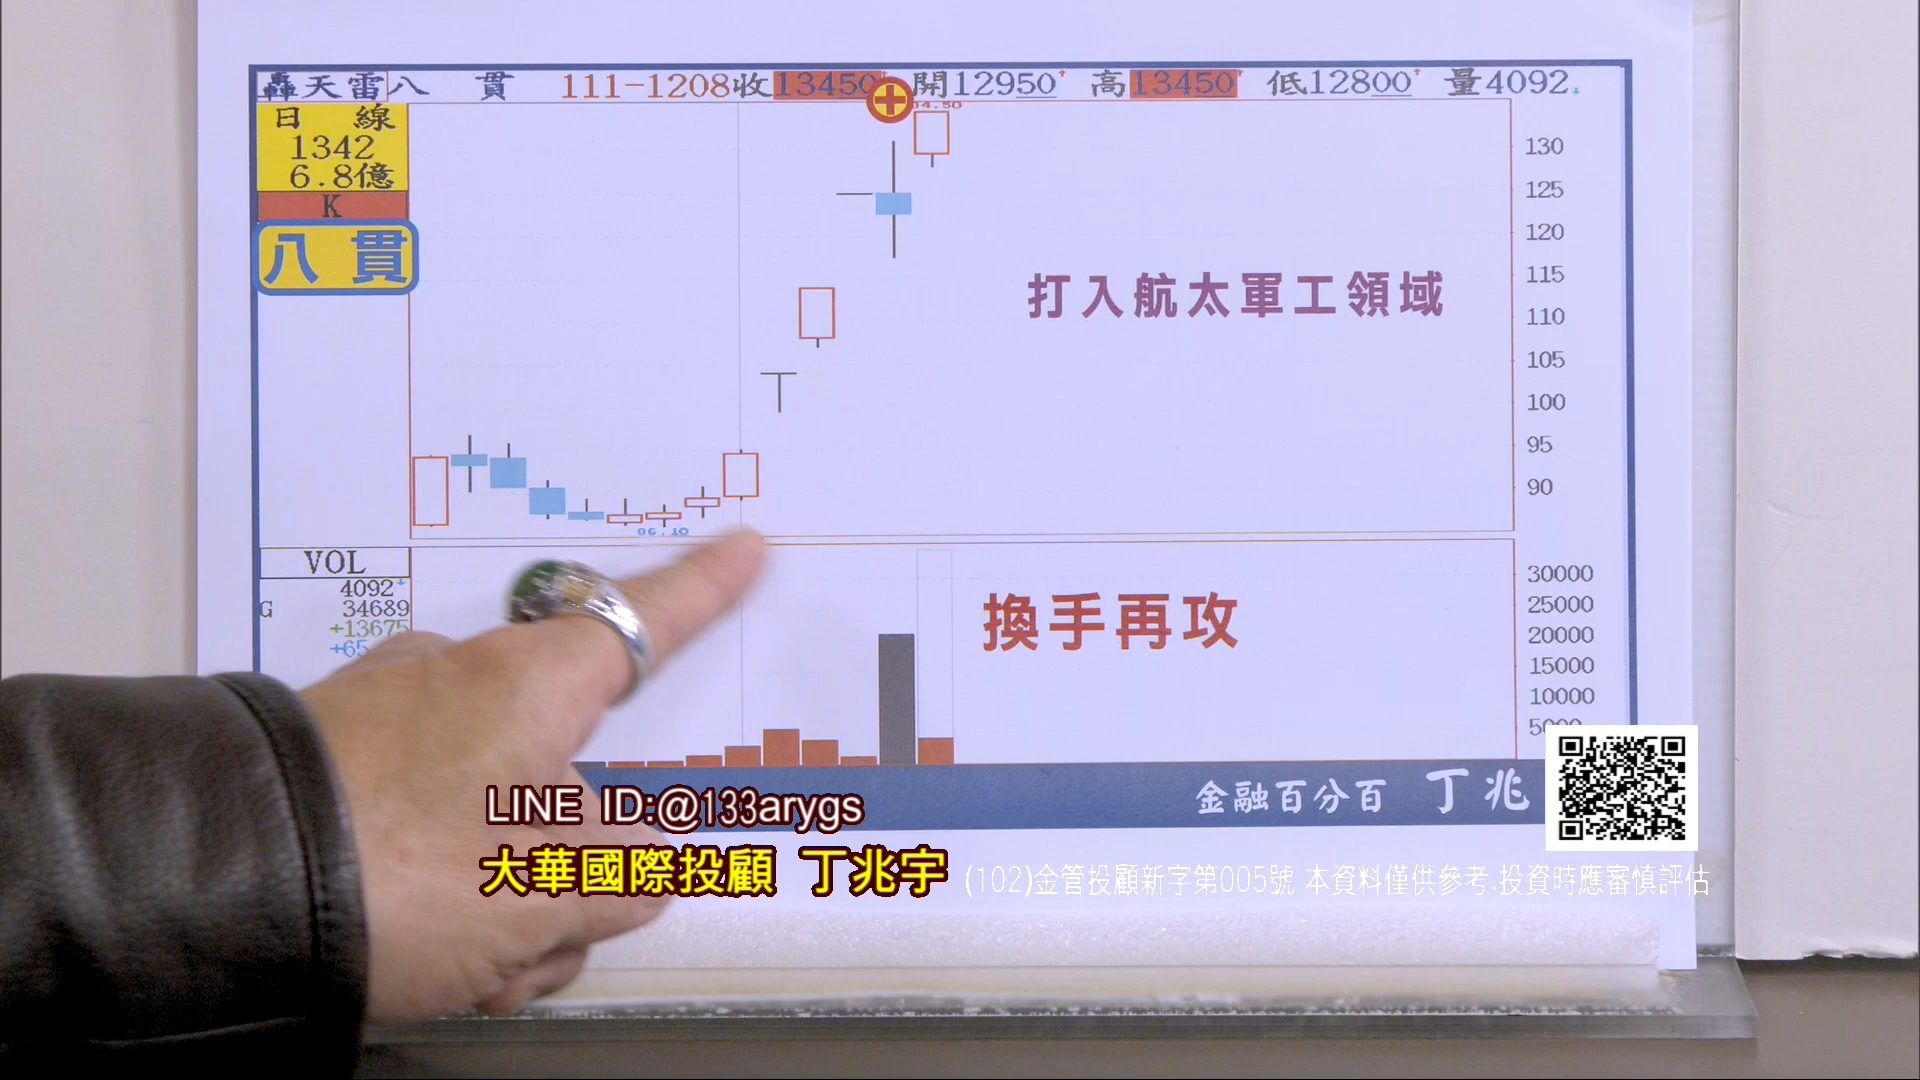 轟天雷八 貫 111-1208收13450 開12950 高13450 低12800 量4092
日 線
1342
6.8億
K
八 貫
130
125
120
115
110
105
100
95
90
打入航太軍工領域
VOL
4092
G 34689
+13675
+65
30000
25000
20000
15000
10000
換手再攻
金融百分百 丁兆
LINE ID:@133arygs
大華國際投顧 丁兆宇 (102)金管投顧新字第005號 本資料僅供參考.投資時應審慎評估